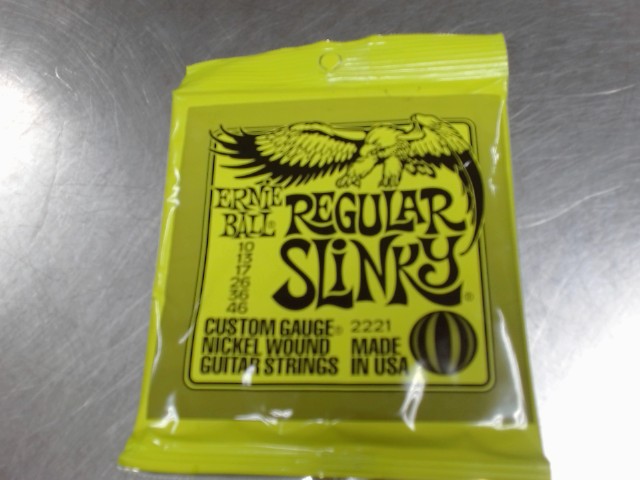 ERNIE BALL®
REGULAR
SLINKY®
10
13
17
26
36
46
CUSTOM GAUGE® 2221
NICKEL WOUND MADE
GUITAR STRINGS IN USA